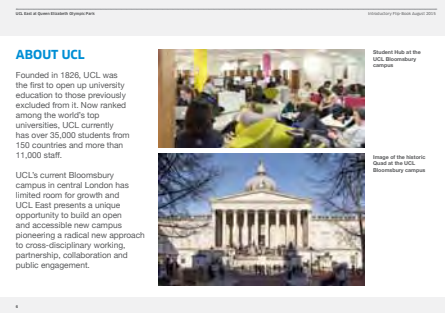 UCL East at Queen Elizabeth Olympic Park
Introductory Flip Book August 2015
ABOUT UCL
Founded in 1826, UCL was
the first to open up university
education to those previously
excluded from it. Now ranked
among the world's top
universities, UCL currently
has over 35,000 students from
150 countries and more than
11,000 staff.
UCL's current Bloomsbury
campus in central London has
limited room for growth and
UCL East presents a unique
opportunity to build an open
and accessible new campus
pioneering a radical new approach
to cross-disciplinary working,
partnership, collaboration and
public engagement.
Student Hub at the
UCL Bloomsbury
campus
Image of the historic
Quad at the UCL
Bloomsbury campus